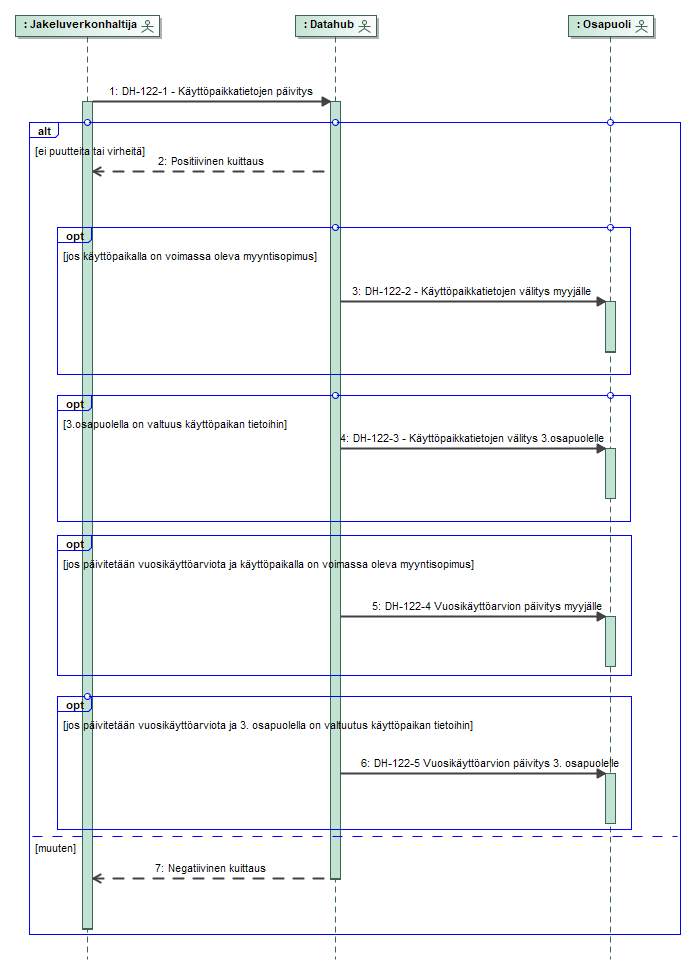 : Jakeluverkonhaltija
: Datahub
: Osapuoli
1: DH-122-1 - Käyttöpaikkatietojen päivitys
alt
[ei puutteita tai virheitä]
2: Positiivinen kuittaus
opt
[jos käyttöpaikalla on voimassa oleva myyntisopimus]
3: DH-122-2 - Käyttöpaikkatietojen välitys myyjälle
opt
[3.osapuolella on valtuus käyttöpaikan tietoihin]
4: DH-122-3 - Käyttöpaikkatietojen välitys 3.osapuolelle
opt
[jos päivitetään vuosikäyttöarviota ja käyttöpaikalla on voimassa oleva myyntisopimus]
5: DH-122-4 Vuosikäyttöarvion päivitys myyjälle
opt
[jos päivitetään vuosikäyttöarviota ja 3. osapuolella on valtuutus käyttöpaikan tietoihin]
6: DH-122-5 Vuosikäyttöarvion päivitys 3. osapuolelle
[muuten]
7: Negatiivinen kuittaus